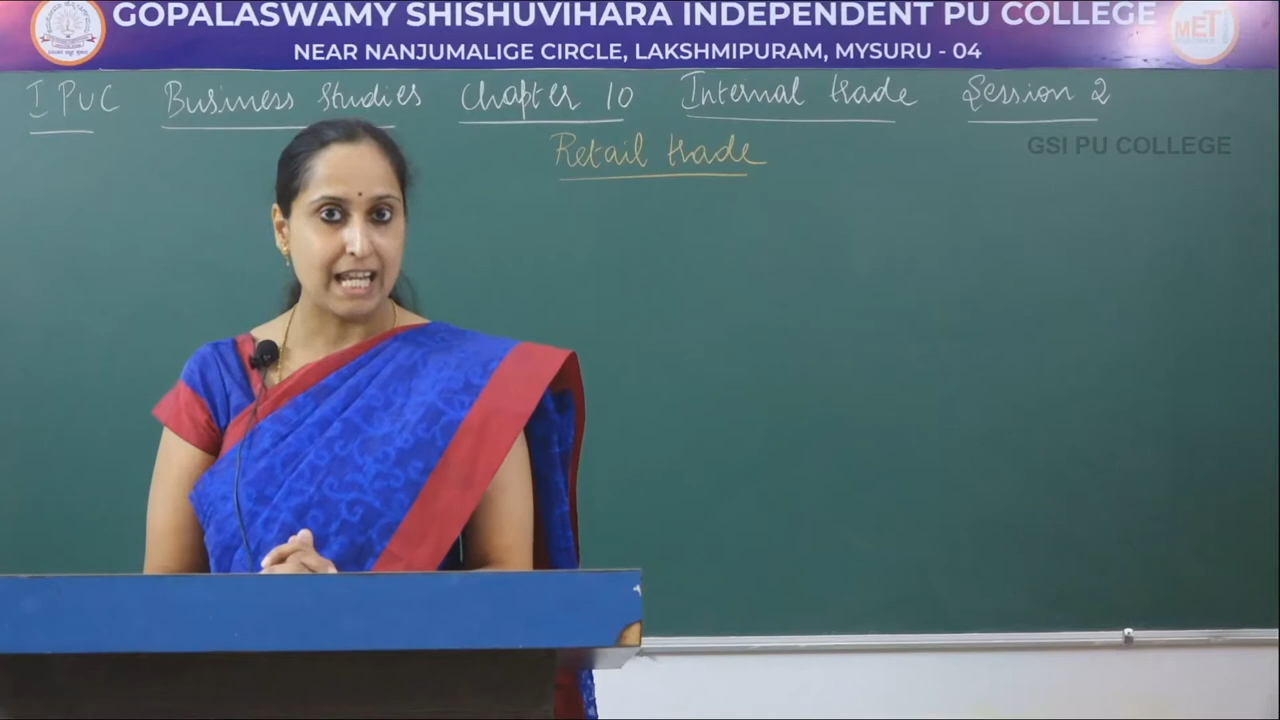 GOPALASWAMY SHISHUVIHARA INDEPENDENT PU COLLEGE
NEAR NANJUMALIGE CIRCLE, LAKSHMIPURAM, MYSURU - 04
MET
I PUC Business Studies Chapter 10 Internal trade Session 2
Retail trade
GSI PU COLLEGE